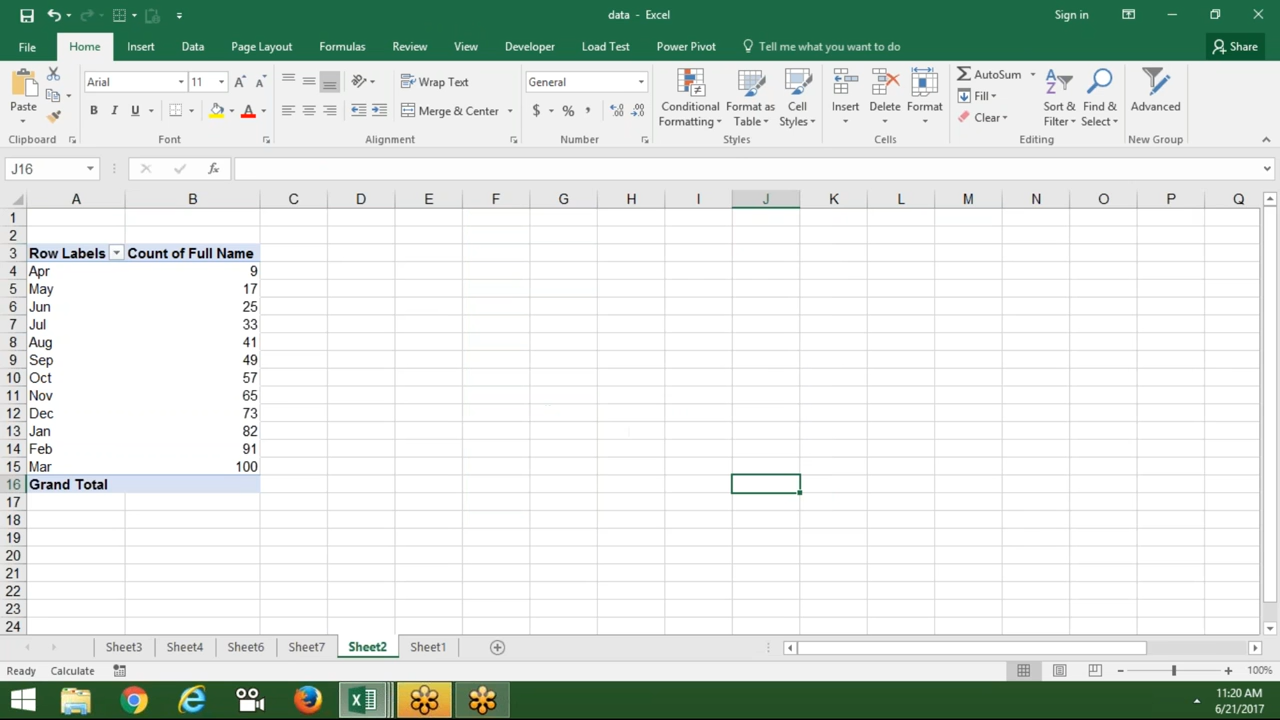 data - Excel
Sign in
File Home Insert Data Page Layout Formulas Review View Developer Load Test Power Pivot Tell me what you want to do Share
Paste
Arial 11
B I U
Wrap Text
Merge & Center
General
$ % ,
Conditional Formatting
Format as Table
Cell Styles
Insert Delete Format
AutoSum
Fill
Clear
Sort & Filter
Find & Select
Advanced
Clipboard Font Alignment Number Styles Cells Editing New Group
J16 fx
A B C D E F G H I J K L M N O P Q
1
2
3 Row Labels Count of Full Name
4 Apr 9
5 May 17
6 Jun 25
7 Jul 33
8 Aug 41
9 Sep 49
10 Oct 57
11 Nov 65
12 Dec 73
13 Jan 82
14 Feb 91
15 Mar 100
16 Grand Total
17
18
19
20
21
22
23
24
Sheet3 Sheet4 Sheet6 Sheet7 Sheet2 Sheet1
Ready Calculate 100%
11:20 AM
6/21/2017